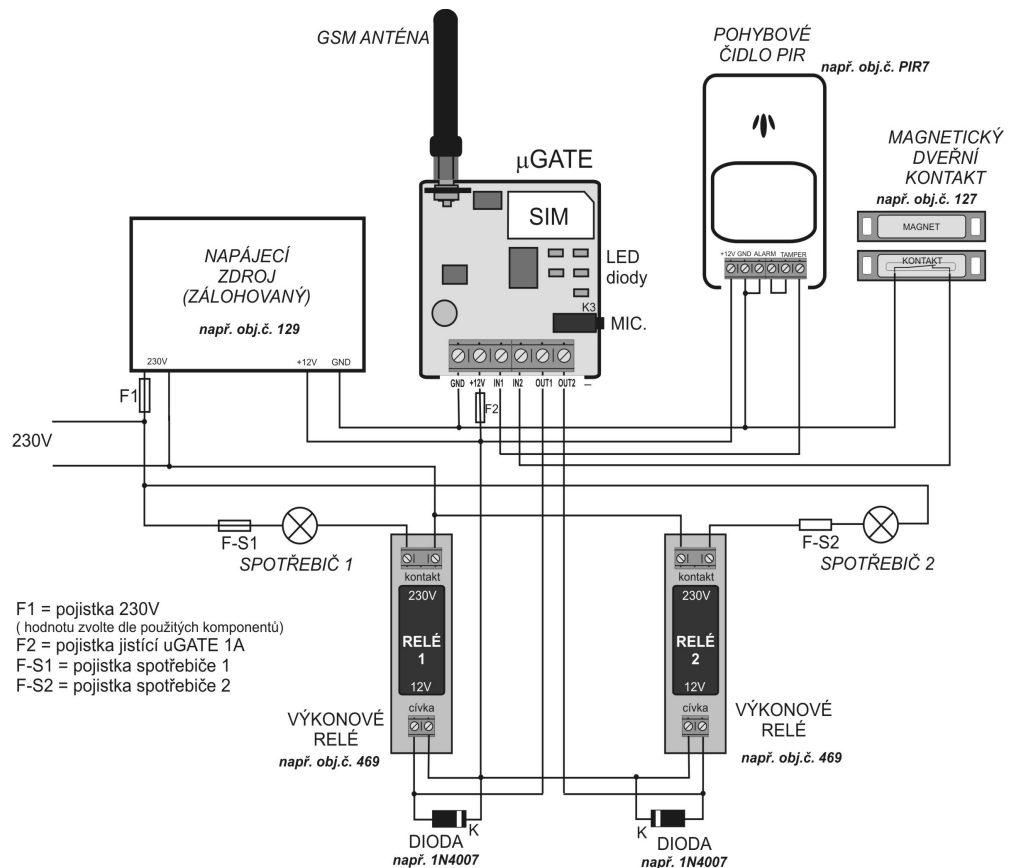 GSM ANTÉNA
POHYBOVÉ
ČIDLO PIR
např. obj.č. PIR7
MAGNETICKÝ
DVEŘNÍ
KONTAKT
např. obj.č. 127
MAGNET
KONTAKT
µGATE
SIM
LED
diody
K3
MIC.
+12V GND ALARM TAMPER
NAPÁJECÍ
ZDROJ
(ZÁLOHOVANÝ)
např. obj.č. 129
230V
+12V
GND
GND +12V IN1 IN2 OUT1 OUT2 –
F1
F2
230V
F-S1
SPOTŘEBIČ 1
F-S2
SPOTŘEBIČ 2
kontakt
230V
RELÉ
1
12V
cívka
kontakt
230V
RELÉ
2
12V
cívka
F1 = pojistka 230V
( hodnotu zvolte dle použitých komponentů)
F2 = pojistka jistící uGATE 1A
F-S1 = pojistka spotřebiče 1
F-S2 = pojistka spotřebiče 2
VÝKONOVÉ
RELÉ
např. obj.č. 469
VÝKONOVÉ
RELÉ
např. obj.č. 469
K
DIODA
např. 1N4007
K
DIODA
např. 1N4007